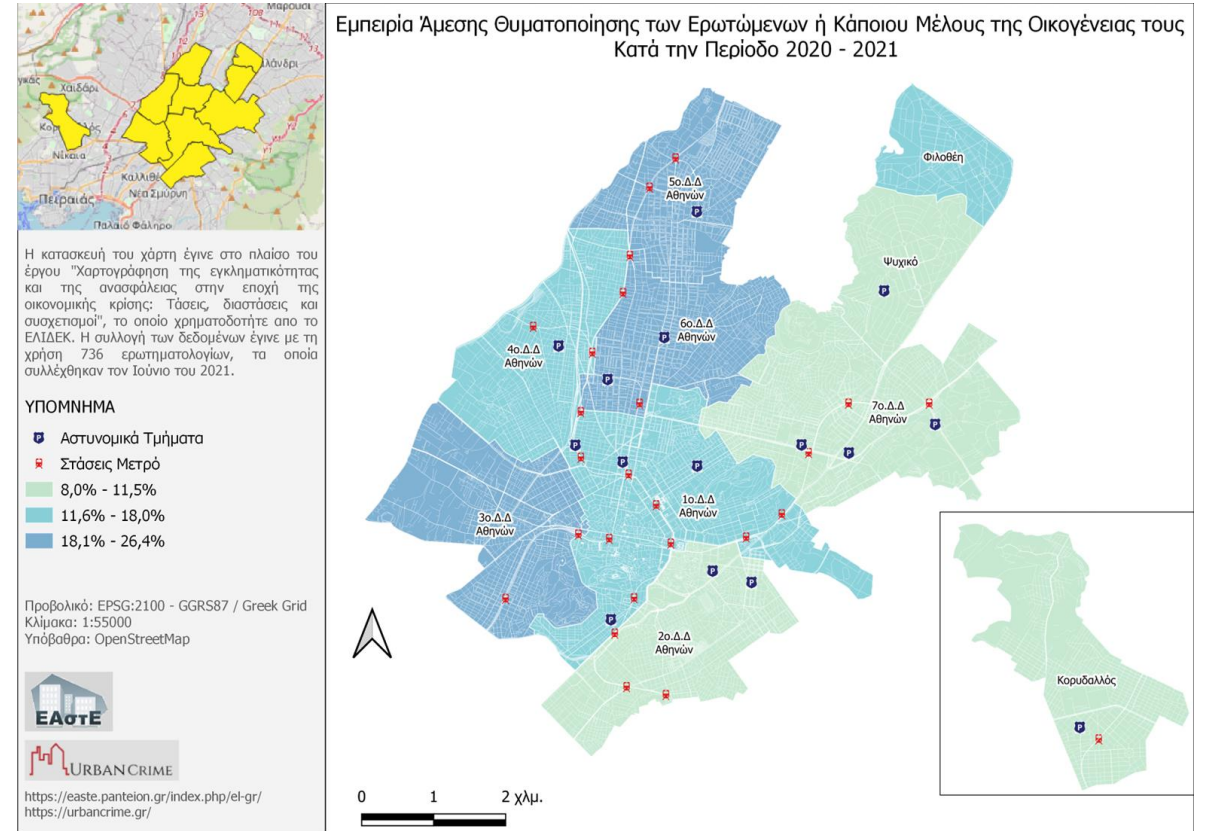 Εμπειρία Άμεσης Θυματοποίησης των Ερωτώμενων ή Κάποιου Μέλους της Οικογένειας τους
Κατά την Περίοδο 2020 - 2021
Μαρούσι
108
Χαϊδάρι
λάνδρι
Νίκαια
Καλλιθέ
Πειραιάς
Νέα Σμύρνη
Παλαιό Φάληρο
Η κατασκευή του χάρτη έγινε στο πλαίσο του
έργου "Χαρτογράφηση της εγκληματικότητας
και της ανασφάλειας στην εποχή της
οικονομικής κρίσης: Τάσεις, διαστάσεις και
συσχετισμοί", το οποίο χρηματοδοτήτε απο το
ΕΛΙΔΕΚ. Η συλλογή των δεδομένων έγινε με τη
χρήση 736 ερωτηματολογίων, τα οποία
συλλέχθηκαν τον Ιούνιο του 2021.
ΥΠΟΜΝΗΜΑ
Αστυνομικά Τμήματα
Στάσεις Μετρό
8,0% - 11,5%
11,6% - 18,0%
18,1% - 26,4%
Προβολικό: EPSG:2100 - GGRS87 / Greek Grid
Κλίμακα: 1:55000
Υπόβαθρα: OpenStreetMap
ΕΑστΕ
URBANCRIME
https://easte.panteion.gr/index.php/el-gr/
https://urbancrime.gr/
Φιλοθέη
5ο.Δ.Δ
Αθηνών
Ψυχικό
6ο.Δ.Δ
Αθηνών
4ο.Δ.Δ
Αθηνών
7ο.Δ.Δ
Αθηνών
1ο.Δ.Δ
Αθηνών
3ο.Δ.Δ
Αθηνών
2ο.Δ.Δ
Αθηνών
Κορυδαλλός
0 1 2 χλμ.